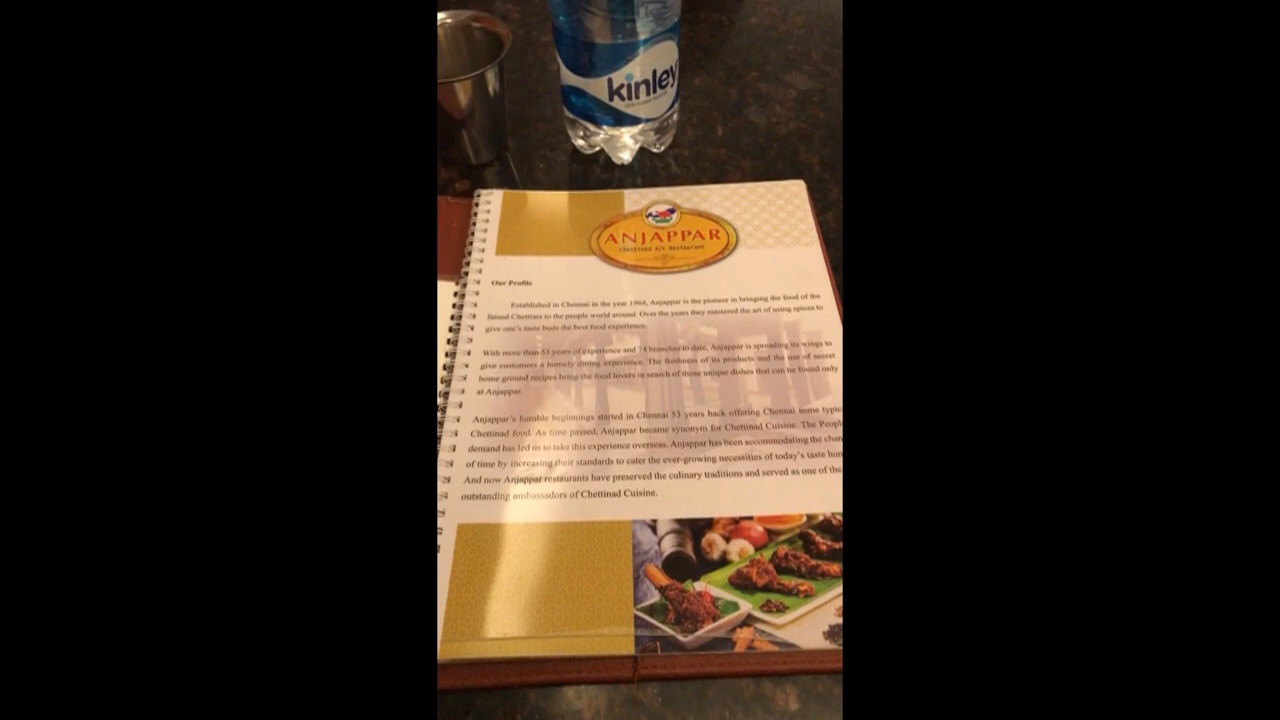 kinley
ANJAPPAR
Chettinad A/C Restaurant
Our Profile
Established in Chennai in the year 1964, Anjappar is the pioneer in bringing the food of the
famed Chettiars to the people world around. Over the years they mastered the art of using spices to
give one's taste buds the best food experience.
With more than 53 years of experience and 74 branches to date, Anjappar is spreading its wings to
give customers a homely dining experience. The freshness of its products and the use of secret
home ground recipes bring the food lovers in search of those unique dishes that can be found only
at Anjappar.
Anjappar's humble beginnings started in Chennai 53 years back offering Chennai some typic
Chettinad food. As time passed, Anjappar became synonym for Chettinad Cuisine. The Peopl
demand has led us to take this experience overseas. Anjappar has been accommodating the chan
of time by increasing their standards to cater the ever-growing necessities of today's taste hun
And now Anjappar restaurants have preserved the culinary traditions and served as one of the
outstanding ambassadors of Chettinad Cuisine.